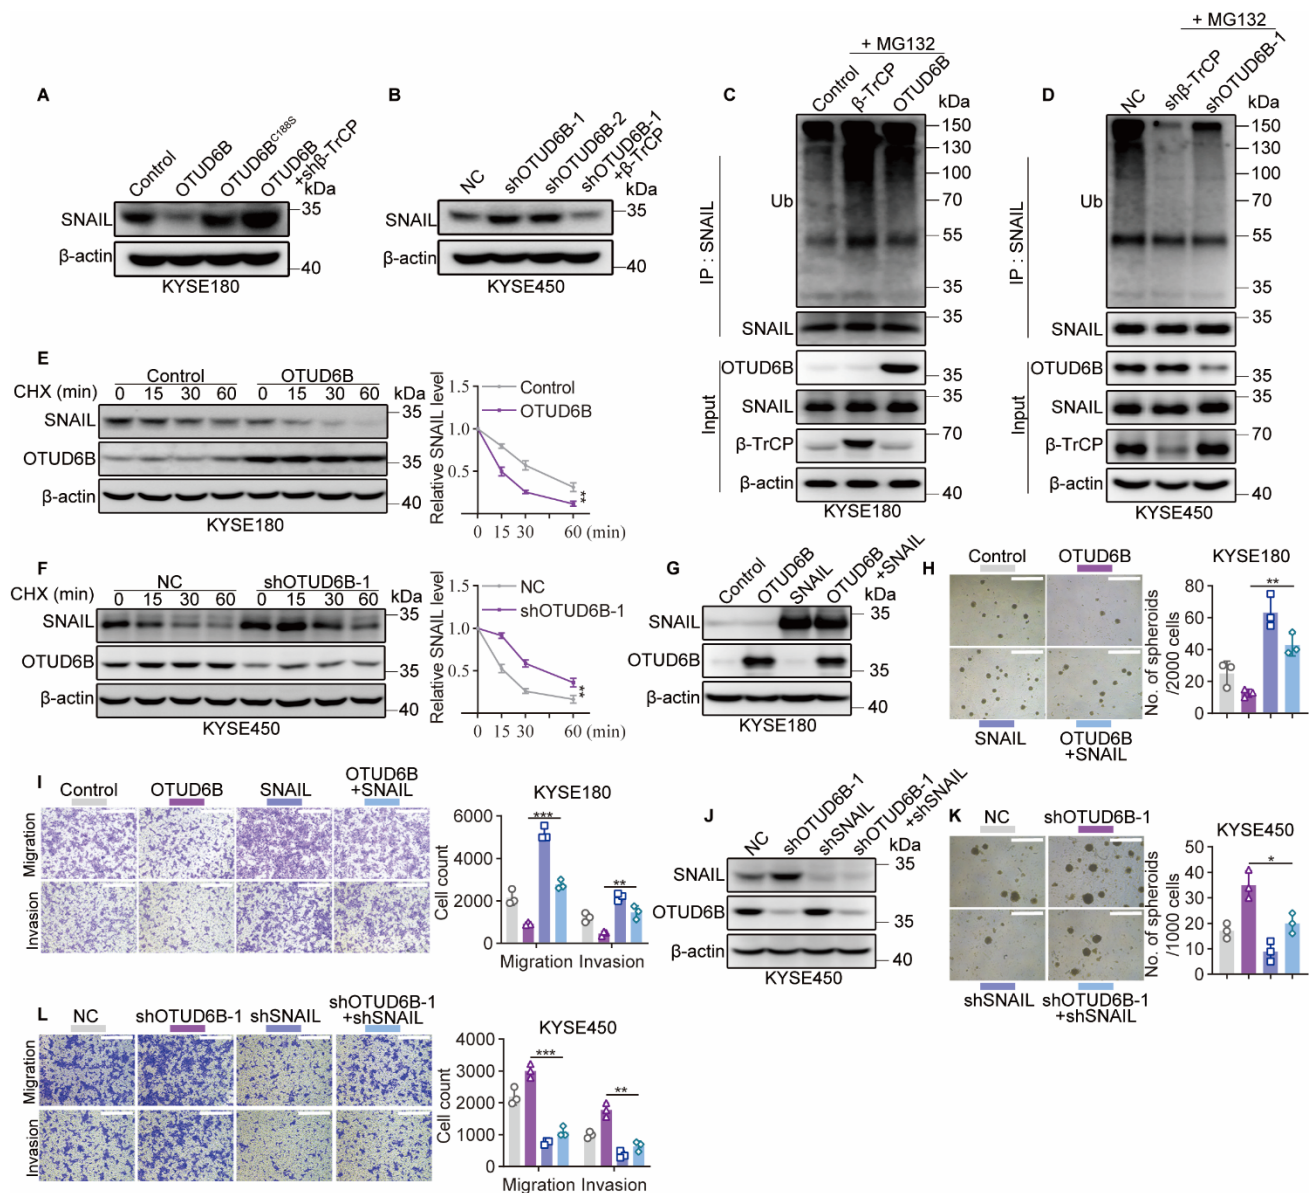 A
Control
OTUD6B
OTUD6BC188S
OTUD6B
+shβ-TrCP
kDa
SNAIL
35
β-actin
40
KYSE180
B
NC
shOTUD6B-1
shOTUD6B-2
shOTUD6B-1
+β-TrCP
kDa
SNAIL
35
β-actin
40
KYSE450
C
+ MG132
Control
β-TrCP
OTUD6B
kDa
150
130
100
70
55
35
Ub
IP : SNAIL
SNAIL
35
Input
OTUD6B
35
SNAIL
35
β-TrCP
70
β-actin
40
KYSE180
D
+ MG132
NC
shβ-TrCP
shOTUD6B-1
kDa
150
130
100
70
55
35
Ub
IP : SNAIL
SNAIL
35
Input
OTUD6B
35
SNAIL
35
β-TrCP
70
β-actin
40
KYSE450
E
Control
OTUD6B
CHX (min)
0 15 30 60 0 15 30 60
kDa
SNAIL
35
OTUD6B
35
β-actin
40
KYSE180
Relative SNAIL level
1.5
1.0
0.5
Control
OTUD6B
**
0 15 30 60 (min)
F
NC
shOTUD6B-1
CHX (min)
0 15 30 60 0 15 30 60
kDa
SNAIL
35
OTUD6B
35
β-actin
40
KYSE450
Relative SNAIL level
1.5
1.0
0.5
NC
shOTUD6B-1
**
0 15 30 60 (min)
G
Control
OTUD6B
SNAIL
OTUD6B
+SNAIL
kDa
SNAIL
35
OTUD6B
35
β-actin
40
KYSE180
H
Control
OTUD6B
SNAIL
OTUD6B
+SNAIL
KYSE180
No. of spheroids
/2000 cells
80
60
40
20
0
**
I
Control
OTUD6B
SNAIL
OTUD6B
+SNAIL
Migration
Invasion
KYSE180
Cell count
6000
4000
2000
0
***
**
Migration Invasion
J
NC
shOTUD6B-1
shSNAIL
shOTUD6B-1
+shSNAIL
kDa
SNAIL
35
OTUD6B
35
β-actin
40
KYSE450
K
NC
shOTUD6B-1
shSNAIL
shOTUD6B-1
+shSNAIL
KYSE450
No. of spheroids
/1000 cells
50
40
30
20
10
0
*
L
NC
shOTUD6B-1
shSNAIL
shOTUD6B-1
+shSNAIL
Migration
Invasion
KYSE450
Cell count
4000
3000
2000
1000
0
***
**
Migration Invasion